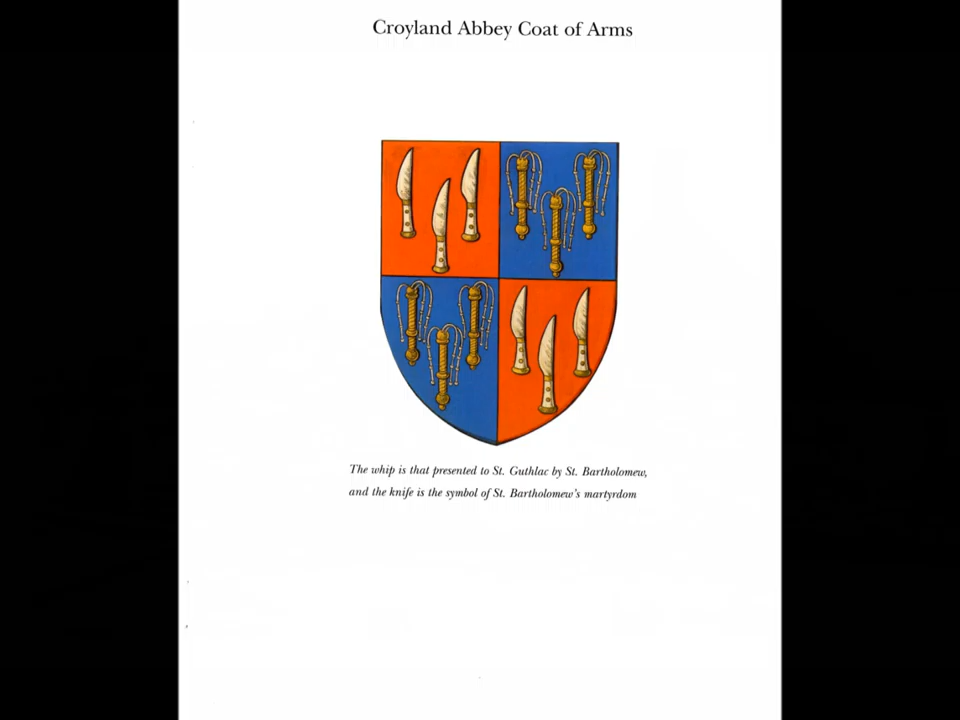 Croyland Abbey Coat of Arms
The whip is that presented to St. Guthlac by St. Bartholomew,
and the knife is the symbol of St. Bartholomew's martyrdom